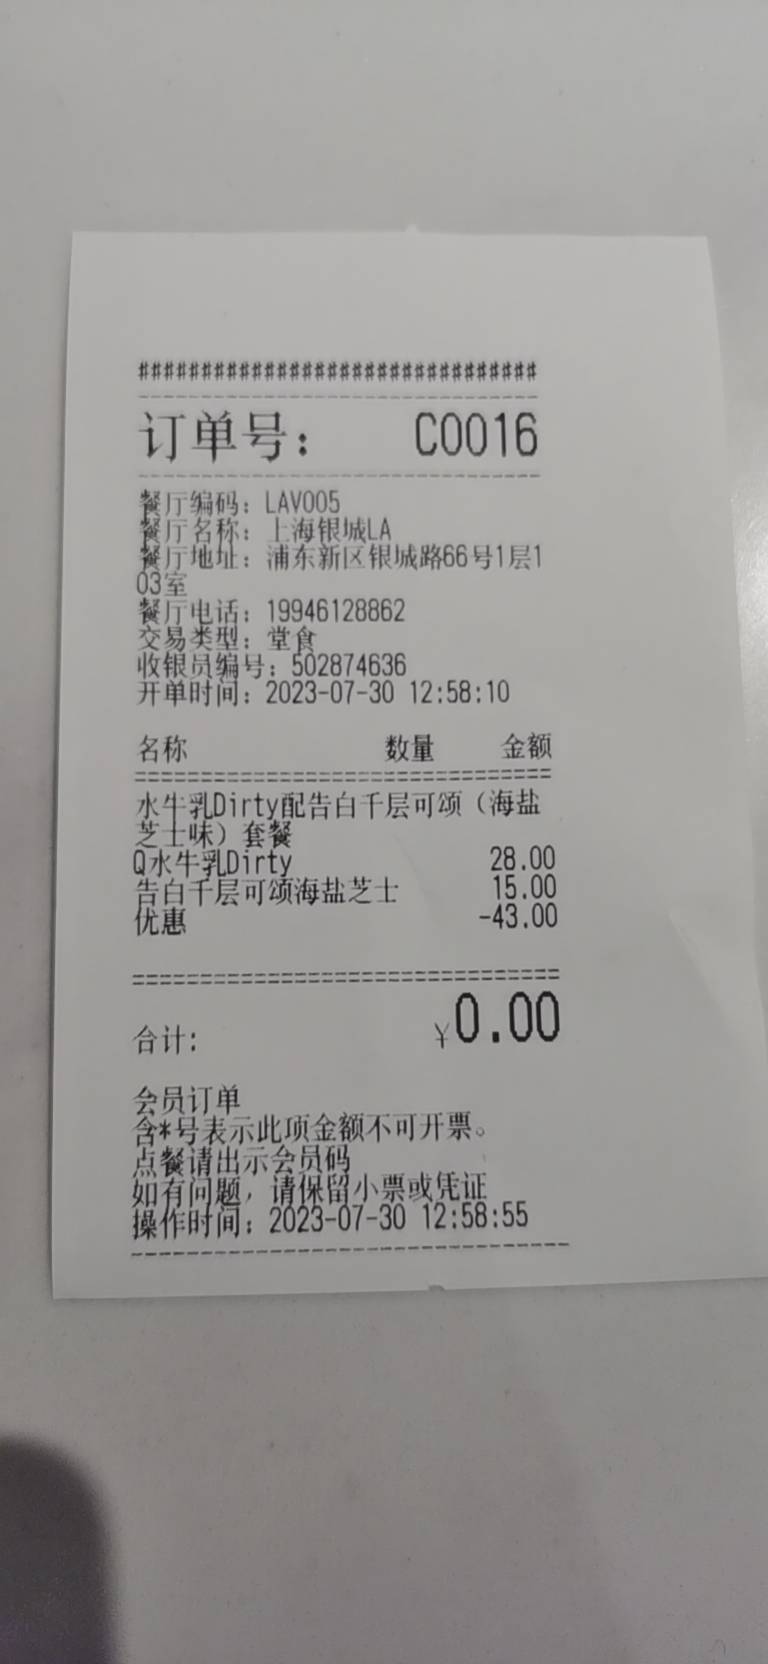 ################################
订单号： C0016
餐厅编码：LAV005
餐厅名称：上海银城LA
餐厅地址：浦东新区银城路66号1层1
03室
餐厅电话：19946128862
交易类型：堂食
收银员编号：502874636
开单时间：2023-07-30 12:58:10
名称 数量 金额
================================
水牛乳Dirty配告白千层可颂（海盐
芝士味）套餐
Q水牛乳Dirty 28.00
告白千层可颂海盐芝士 15.00
优惠 -43.00
================================
合计: ¥0.00
会员订单
含*号表示此项金额不可开票。
点餐请出示会员码
如有问题，请保留小票或凭证
操作时间：2023-07-30 12:58:55